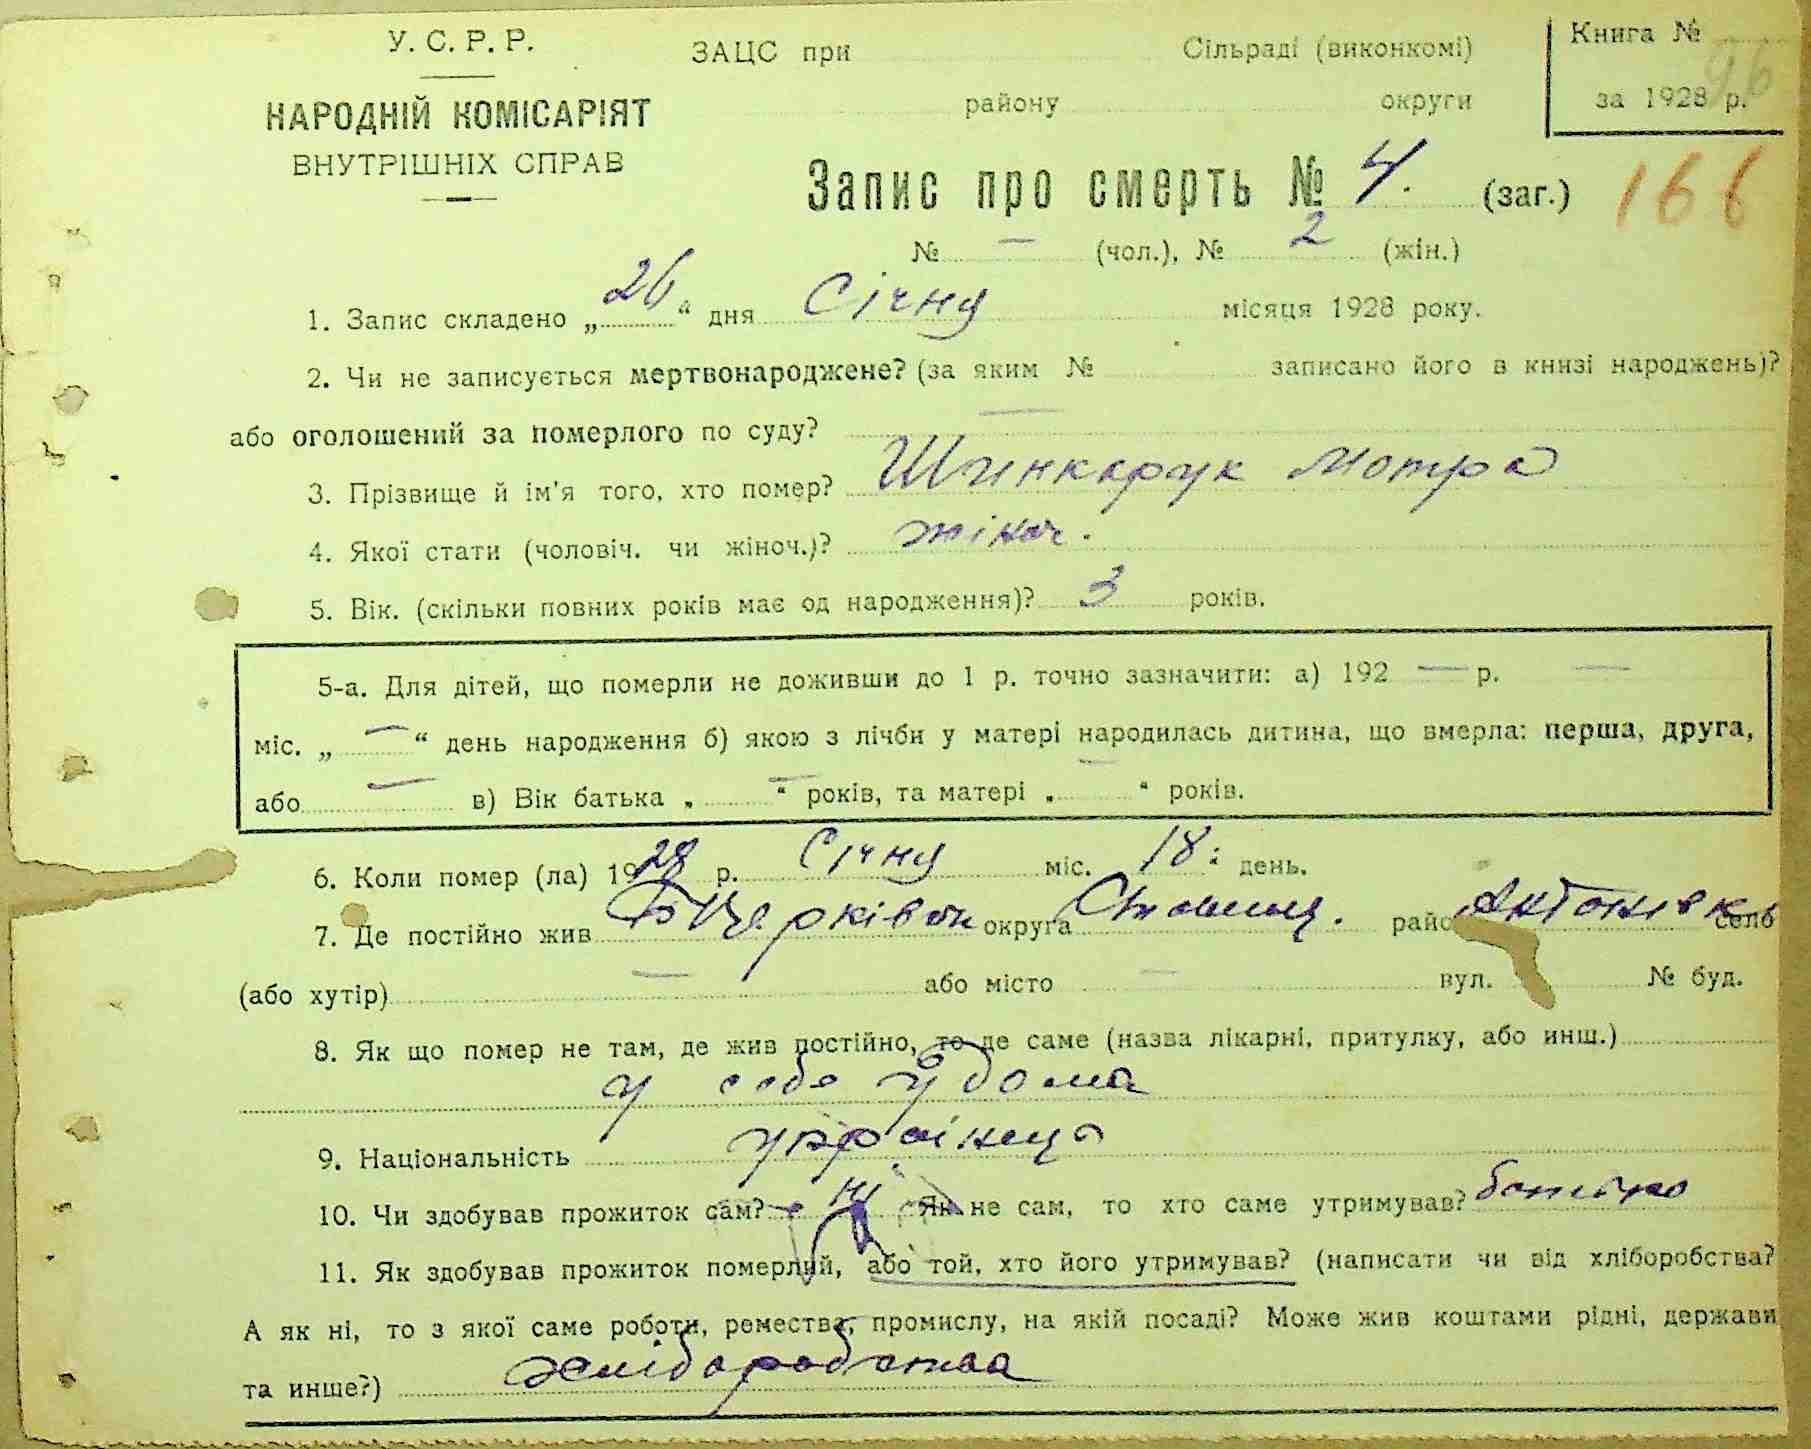 У. С. Р. Р. ЗАЦС при Сільраді (виконкомі) Книга №
96
НАРОДНІЙ КОМІСАРІЯТ району округи за 1928 р.
ВНУТРІШНІХ СПРАВ
Запис про смерть № 4. (заг.) 166
№ — (чол.), № 2 (жін.)
1. Запис складено „26“ дня Січня місяця 1928 року.
2. Чи не записується мертвонароджене? (за яким № записано його в книзі народжень)?
або оголошений за померлого по суду? —
3. Прізвище й ім'я того, хто помер? Шинкарук Мотря
4. Якої стати (чоловіч. чи жіноч.)? жіноч.
5. Вік. (скільки повних років має од народження)? 3 років.
5-а. Для дітей, що померли не доживши до 1 р. точно зазначити: а) 192 — р. —
міс. „ — “ день народження б) якою з лічби у матері народилась дитина, що вмерла: перша, друга,
або — в) Вік батька „ — “ років, та матері „ — “ років.
6. Коли помер (ла) 1928 р. Січня міс. 18 день.
7. Де постійно жив Б Церківськ округа Ставищ. райо Антонівка село
(або хутір) — або місто — вул. № буд.
8. Як що помер не там, де жив постійно, то де саме (назва лікарні, притулку, або инш.)
у себе у дома
9. Національність українець
10. Чи здобував прожиток сам? ні Як не сам, то хто саме утримував? батько
11. Як здобував прожиток померлий, або той, хто його утримував? (написати чи від хліборобства?
А як ні, то з якої саме роботи, ремества, промислу, на якій посаді? Може жив коштами рідні, держави
та инше?) хліборобства